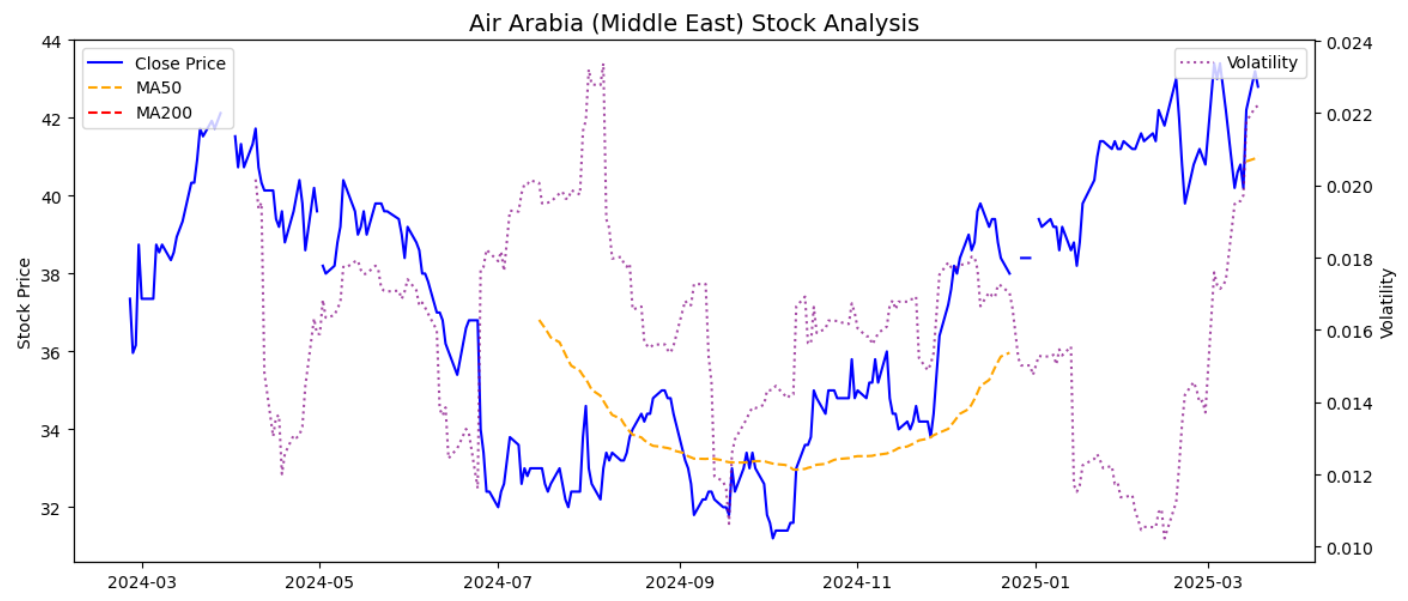 Air Arabia (Middle East) Stock Analysis
Close Price
MA50
MA200
Volatility
44
42
40
38
36
34
32
Stock Price
0.024
0.022
0.020
0.018
0.016
0.014
0.012
0.010
Volatility
2024-03 2024-05 2024-07 2024-09 2024-11 2025-01 2025-03